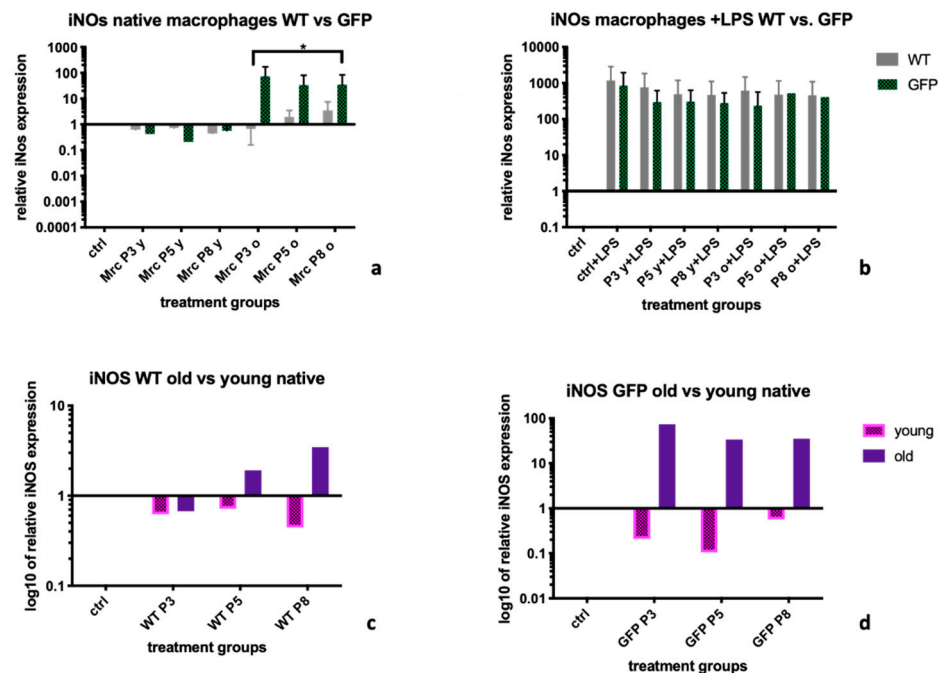 iNOs native macrophages WT vs GFP
relative iNos expression
1000
100
10
1
0.1
0.01
0.001
0.0001
*
ctrl
Mrc P3 y
Mrc P5 y
Mrc P8 y
Mrc P3 o
Mrc P5 o
Mrc P8 o
treatment groups
a
iNOs macrophages +LPS WT vs. GFP
relative iNos expression
10000
1000
100
10
1
0.1
ctrl
ctrl+LPS
P3 y+LPS
P5 y+LPS
P8 y+LPS
P3 o+LPS
P5 o+LPS
P8 o+LPS
treatment groups
b
WT
GFP
iNOS WT old vs young native
log10 of relative iNOS expression
10
1
0.1
ctrl
WT P3
WT P5
WT P8
treatment groups
c
iNOS GFP old vs young native
log10 of relative iNOS expression
100
10
1
0.1
0.01
ctrl
GFP P3
GFP P5
GFP P8
treatment groups
d
young
old